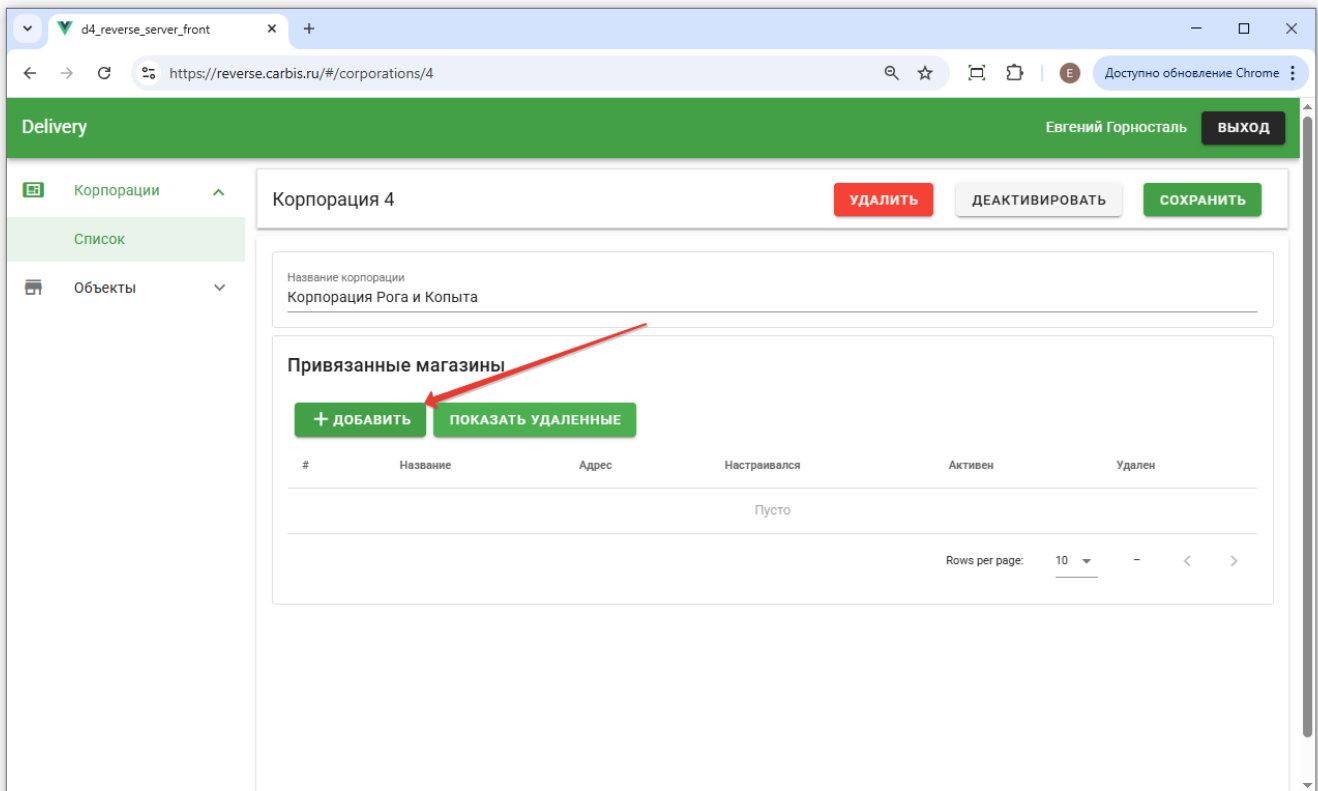 d4_reverse_server_front
https://reverse.carbis.ru/#/corporations/4
E
Доступно обновление Chrome
Delivery
Евгений Горносталь
ВЫХОД
Корпорации
Список
Объекты
Корпорация 4
УДАЛИТЬ
ДЕАКТИВИРОВАТЬ
СОХРАНИТЬ
Название корпорации
Корпорация Рога и Копыта
Привязанные магазины
+ ДОБАВИТЬ
ПОКАЗАТЬ УДАЛЕННЫЕ
# Название Адрес Настраивался Активен Удален
Пусто
Rows per page: 10 –